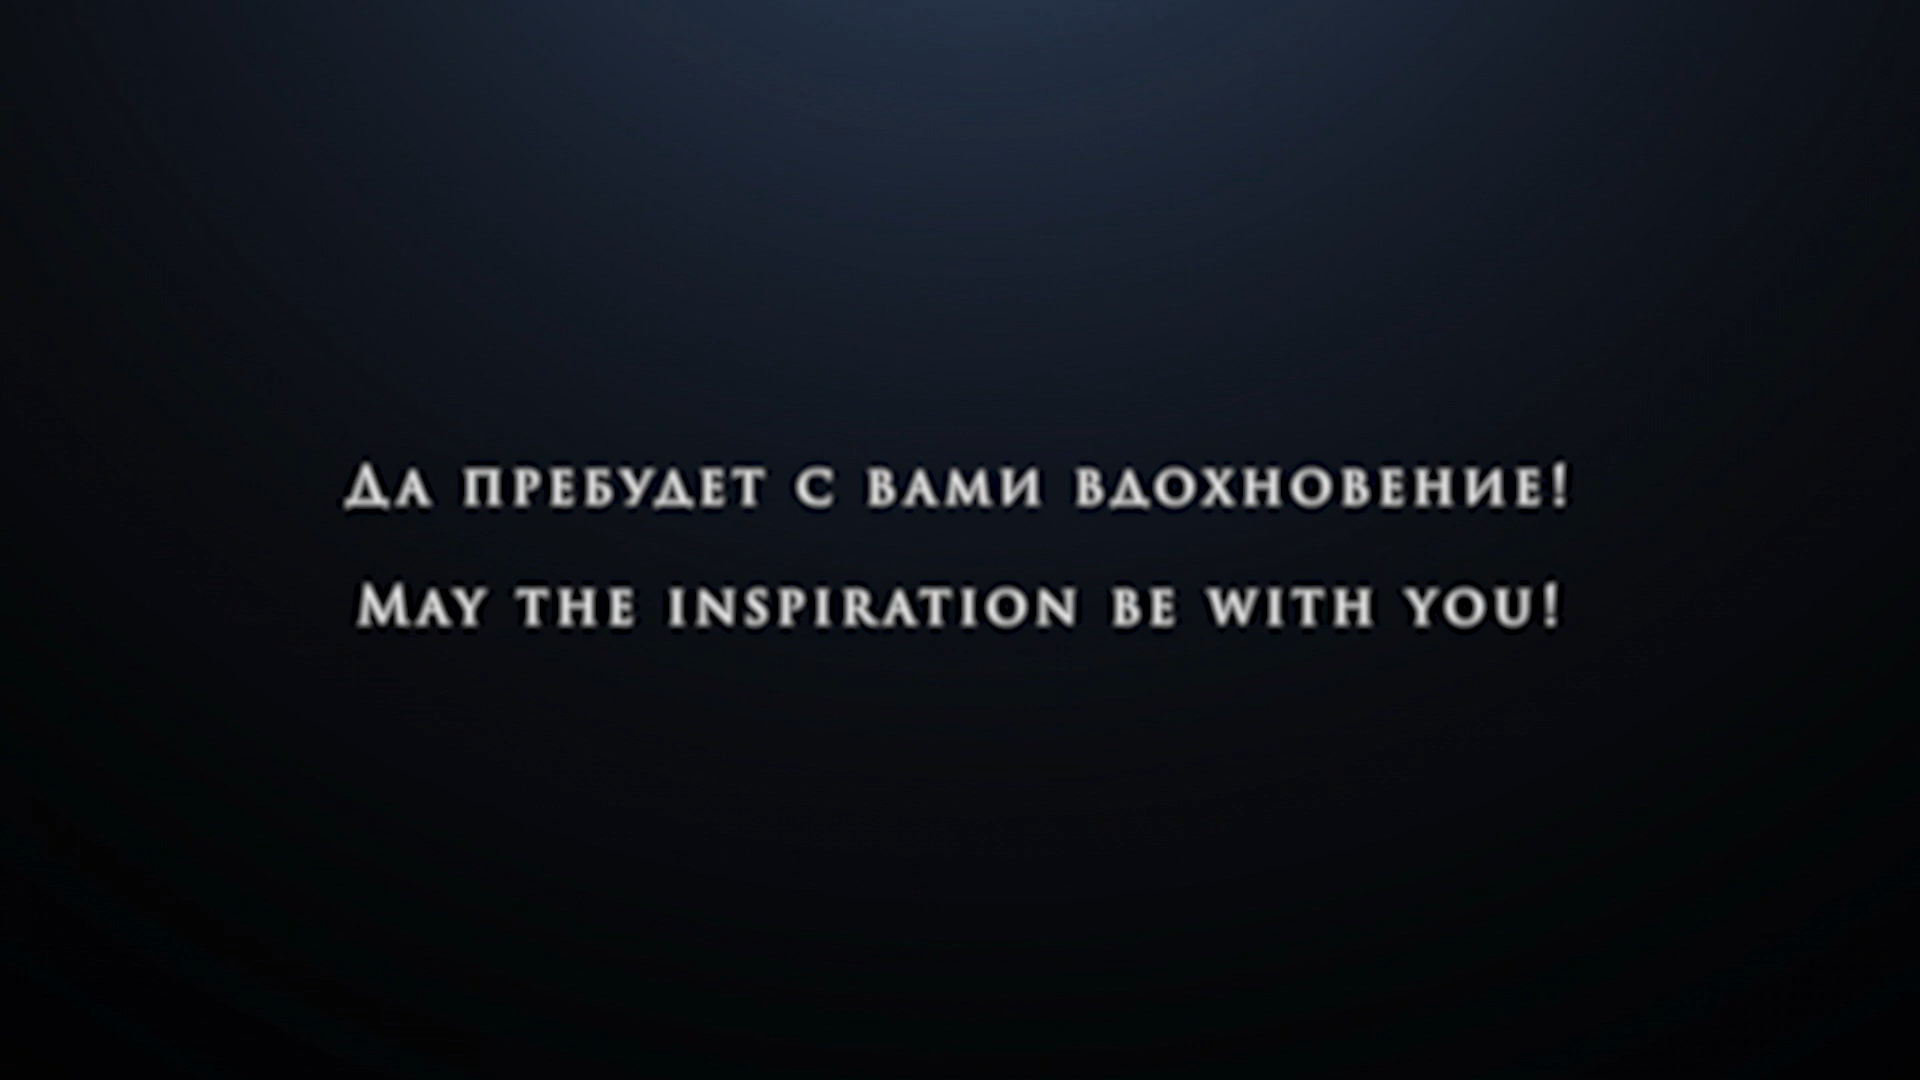 Да пребудет с вами вдохновение!
May the inspiration be with you!